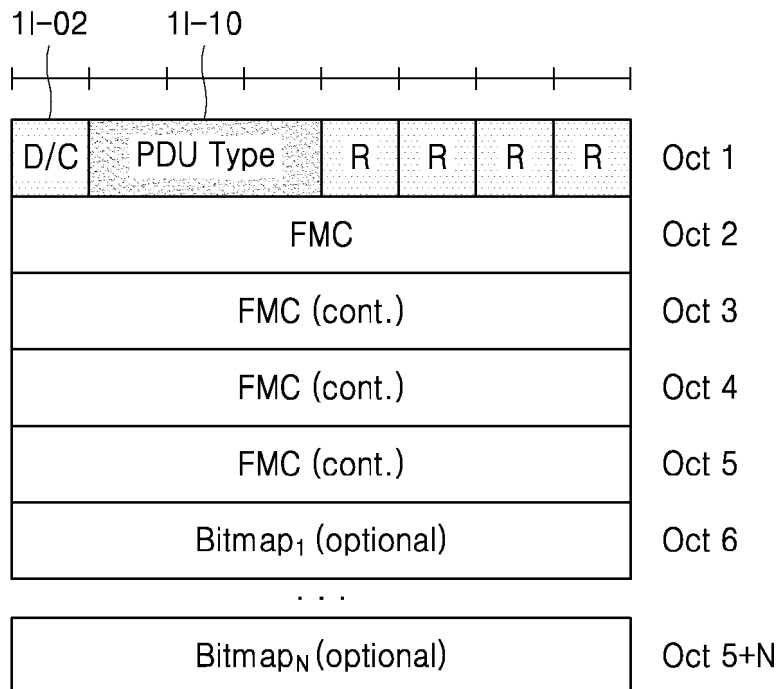 1l-02 1l-10
D/C PDU Type R R R R Oct 1
FMC Oct 2
FMC (cont.) Oct 3
FMC (cont.) Oct 4
FMC (cont.) Oct 5
Bitmap₁ (optional) Oct 6
...
Bitmap_N (optional) Oct 5+N